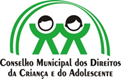 Conselho Municipal dos Direitos
da Criança e do Adolescente